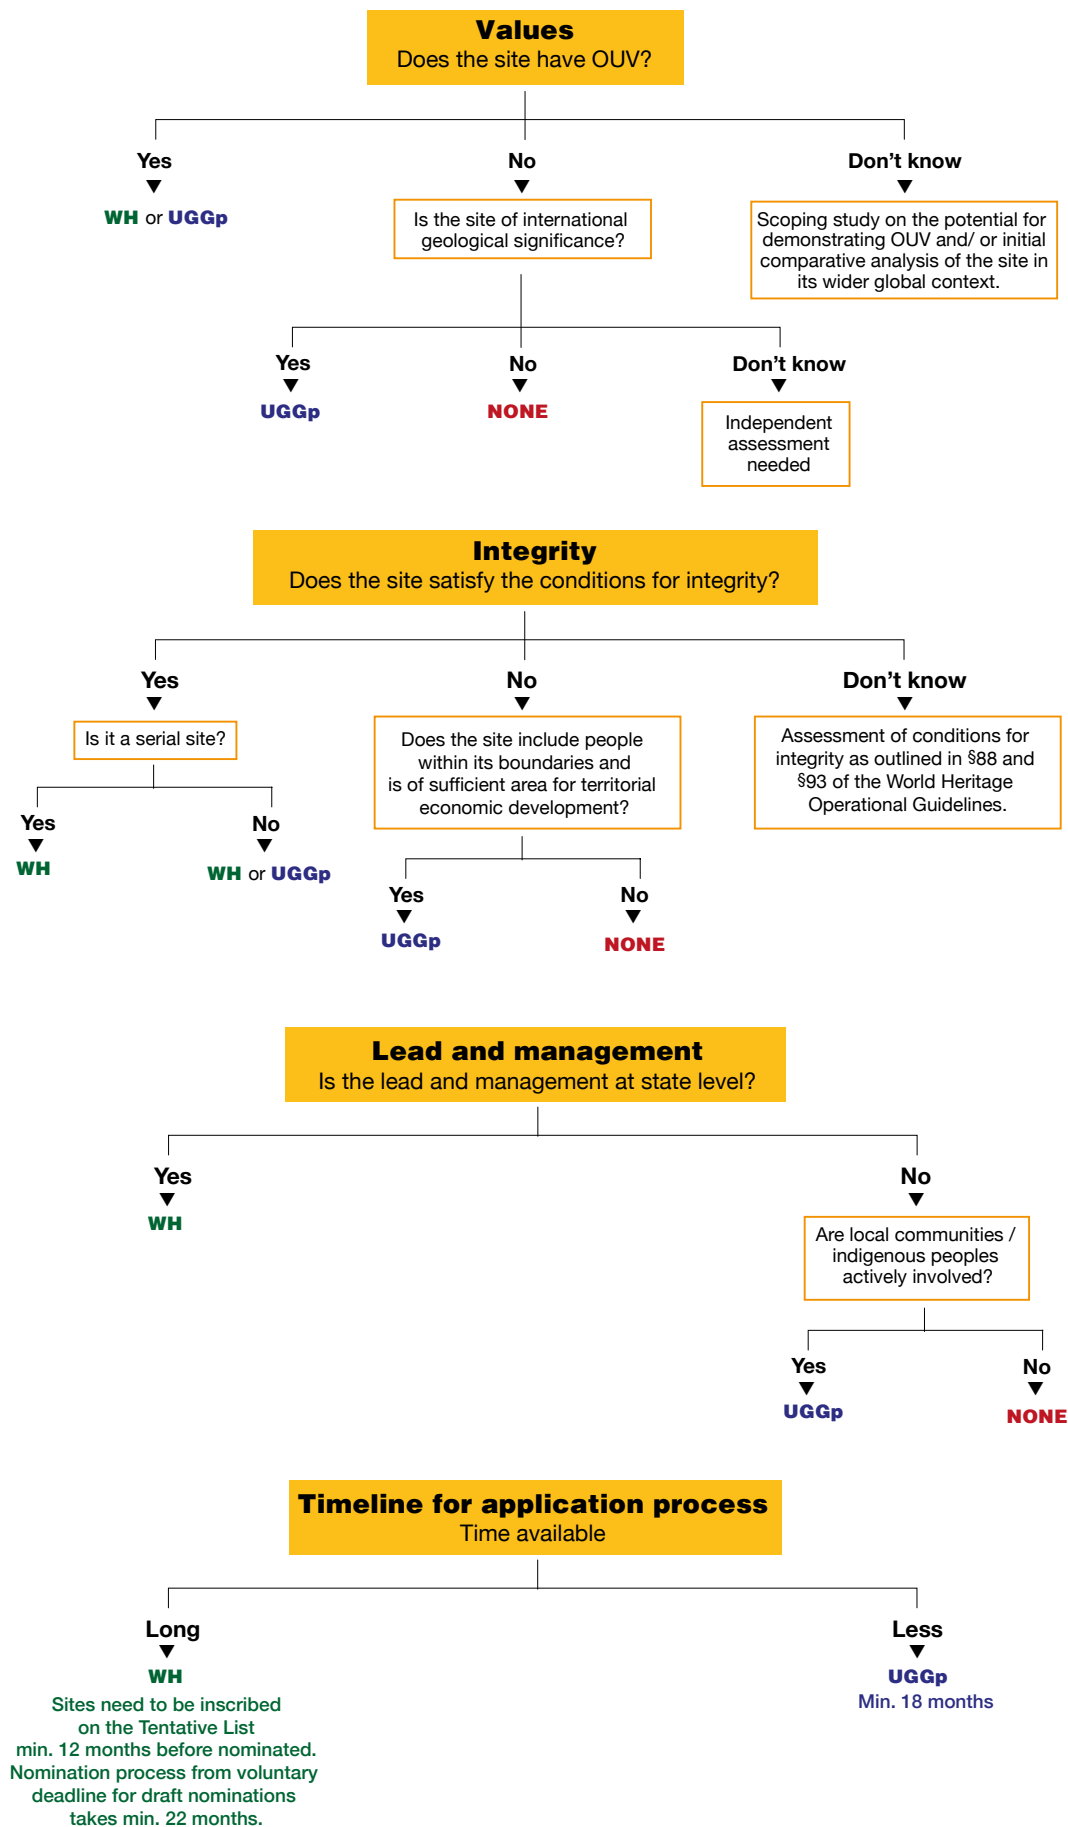 Values
Does the site have OUV?
Yes
No
Don't know
WH or UGGp
Is the site of international
geological significance?
Scoping study on the potential for
demonstrating OUV and/ or initial
comparative analysis of the site in
its wider global context.
Yes
No
Don't know
UGGp
NONE
Independent
assessment
needed
Integrity
Does the site satisfy the conditions for integrity?
Yes
No
Don't know
Is it a serial site?
Does the site include people
within its boundaries and
is of sufficient area for territorial
economic development?
Assessment of conditions for
integrity as outlined in §88 and
§93 of the World Heritage
Operational Guidelines.
Yes
No
WH
WH or UGGp
Yes
No
UGGp
NONE
Lead and management
Is the lead and management at state level?
Yes
No
WH
Are local communities /
indigenous peoples
actively involved?
Yes
No
UGGp
NONE
Timeline for application process
Time available
Long
Less
WH
Sites need to be inscribed
on the Tentative List
min. 12 months before nominated.
Nomination process from voluntary
deadline for draft nominations
takes min. 22 months.
UGGp
Min. 18 months